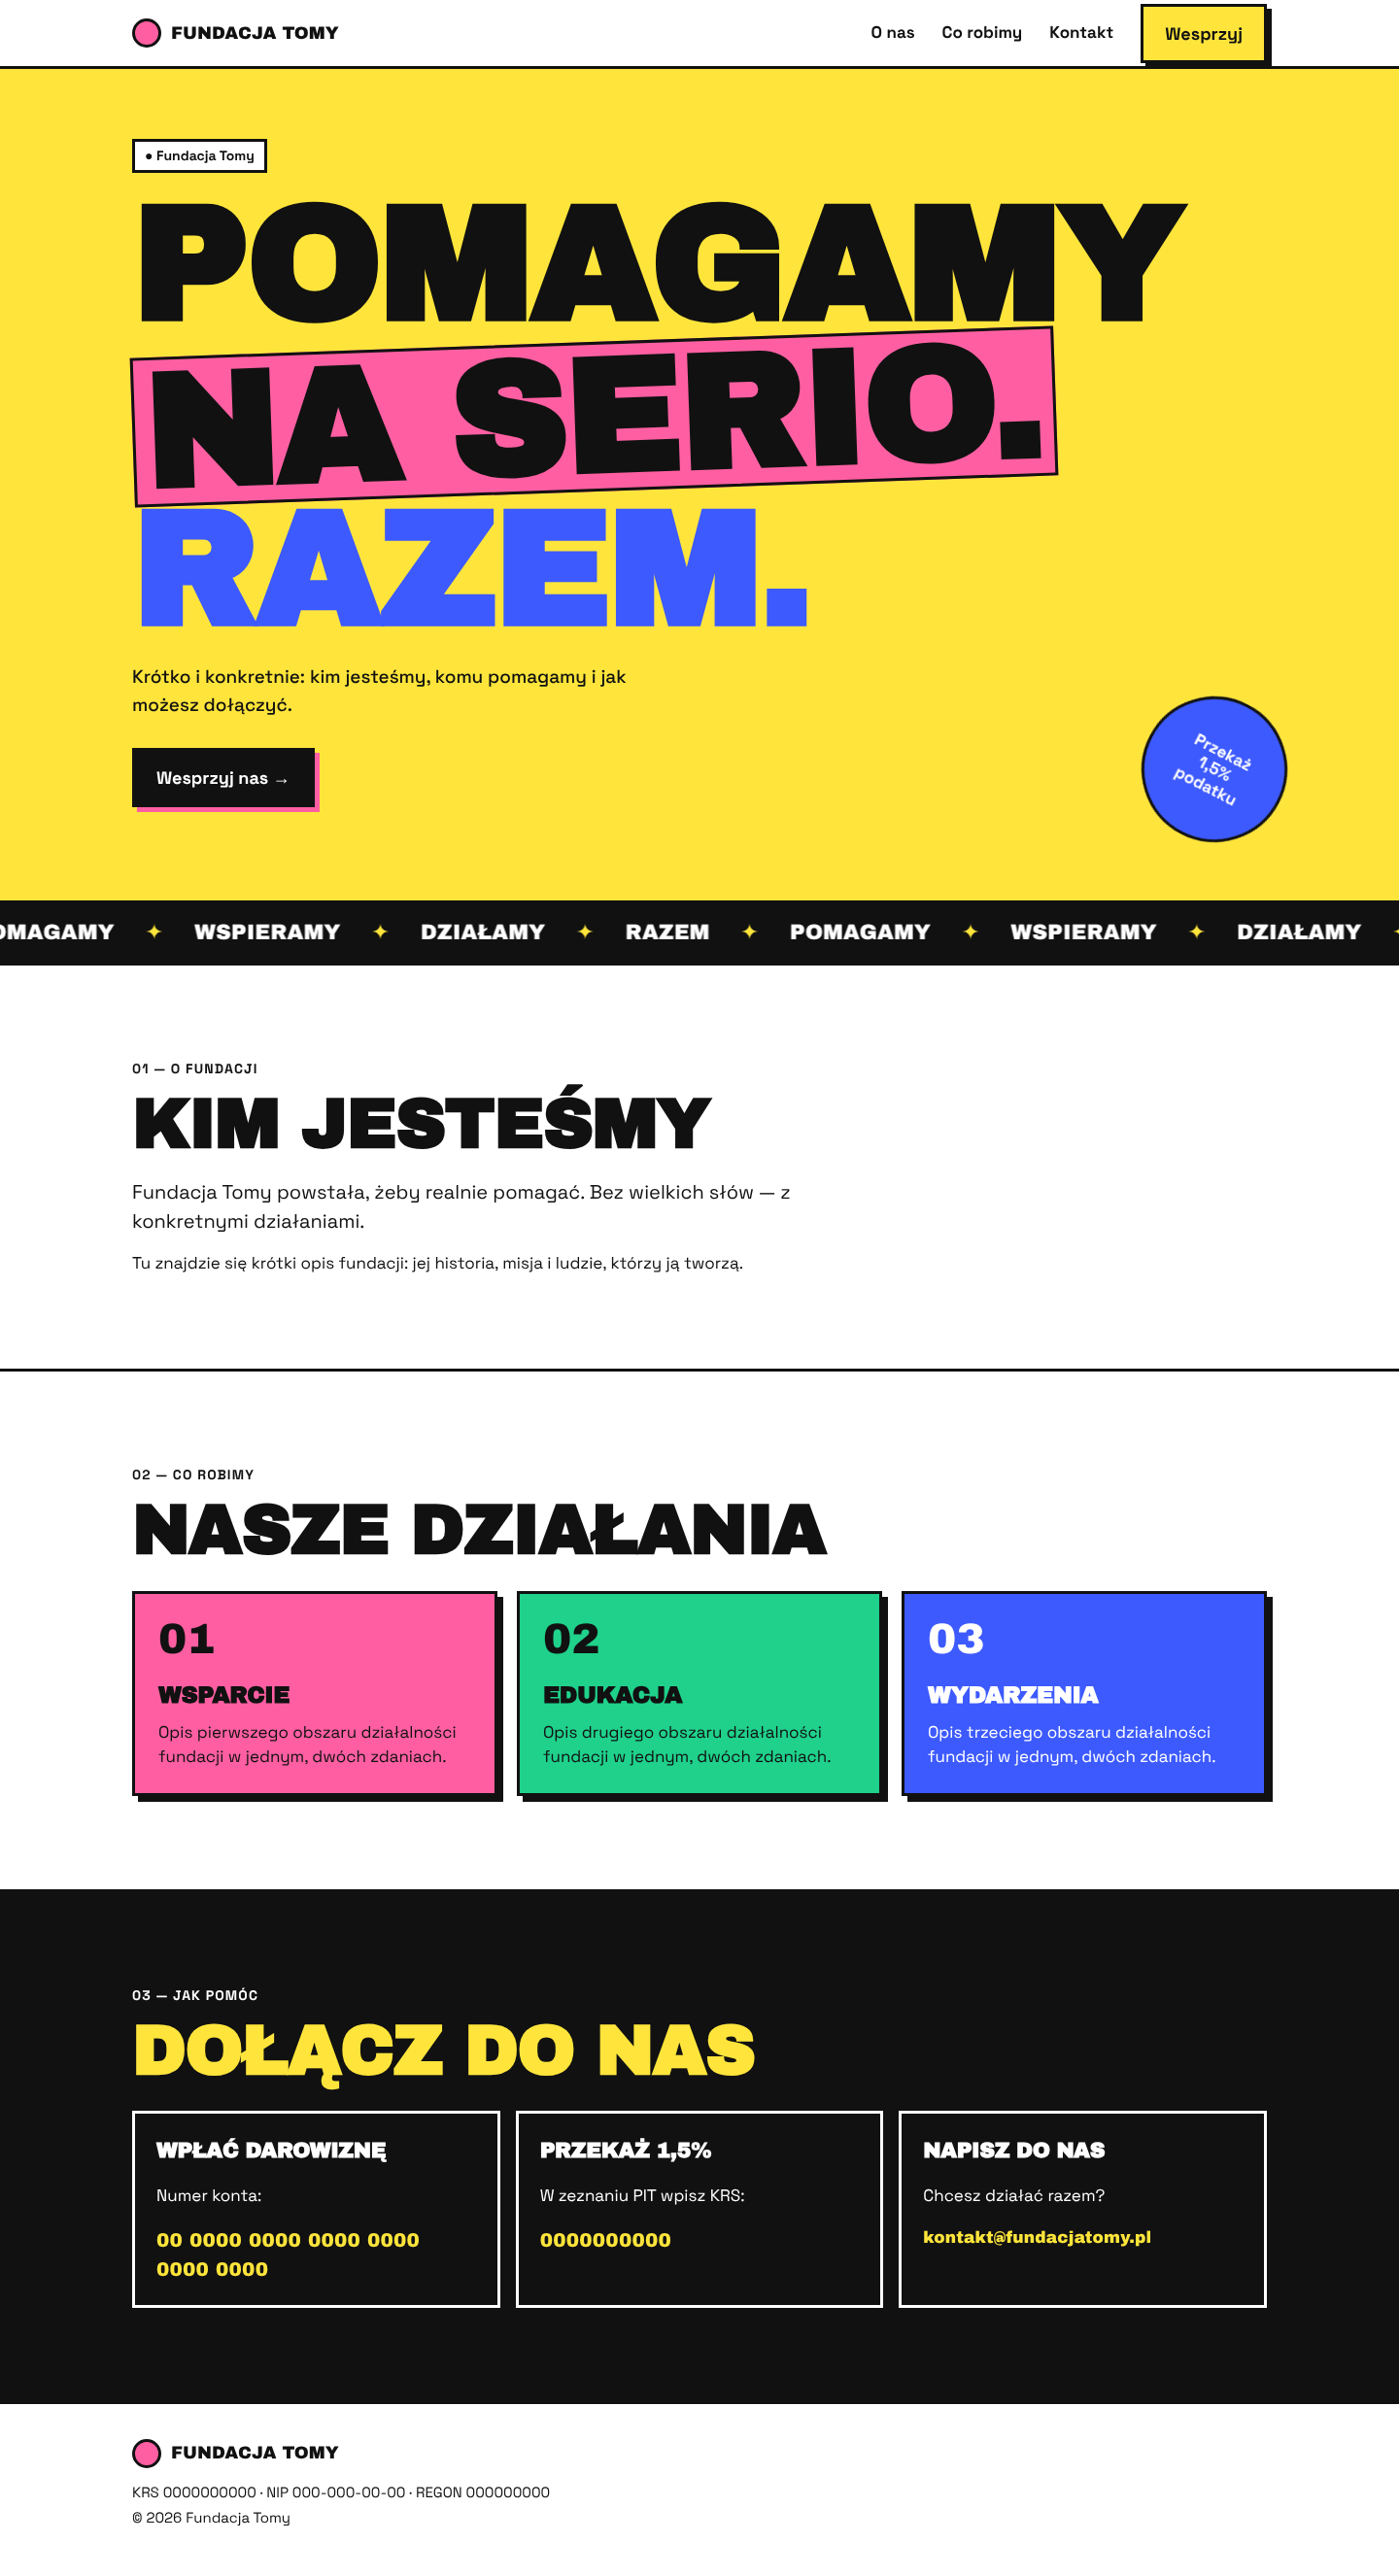 FUNDACJA TOMY
O nas
Co robimy
Kontakt
Wesprzyj
● Fundacja Tomy
POMAGAMY
NA SERIO.
RAZEM.
Krótko i konkretnie: kim jesteśmy, komu pomagamy i jak
możesz dołączyć.
Wesprzyj nas →
Przekaż
1,5%
podatku
OMAGAMY ✦ WSPIERAMY ✦ DZIAŁAMY ✦ RAZEM ✦ POMAGAMY ✦ WSPIERAMY ✦ DZIAŁAMY ✦
01 — O FUNDACJI
KIM JESTEŚMY
Fundacja Tomy powstała, żeby realnie pomagać. Bez wielkich słów — z
konkretnymi działaniami.
Tu znajdzie się krótki opis fundacji: jej historia, misja i ludzie, którzy ją tworzą.
02 — CO ROBIMY
NASZE DZIAŁANIA
01
WSPARCIE
Opis pierwszego obszaru działalności
fundacji w jednym, dwóch zdaniach.
02
EDUKACJA
Opis drugiego obszaru działalności
fundacji w jednym, dwóch zdaniach.
03
WYDARZENIA
Opis trzeciego obszaru działalności
fundacji w jednym, dwóch zdaniach.
03 — JAK POMÓC
DOŁĄCZ DO NAS
WPŁAĆ DAROWIZNĘ
Numer konta:
00 0000 0000 0000 0000
0000 0000
PRZEKAŻ 1,5%
W zeznaniu PIT wpisz KRS:
0000000000
NAPISZ DO NAS
Chcesz działać razem?
kontakt@fundacjatomy.pl
FUNDACJA TOMY
KRS 0000000000 · NIP 000-000-00-00 · REGON 000000000
© 2026 Fundacja Tomy